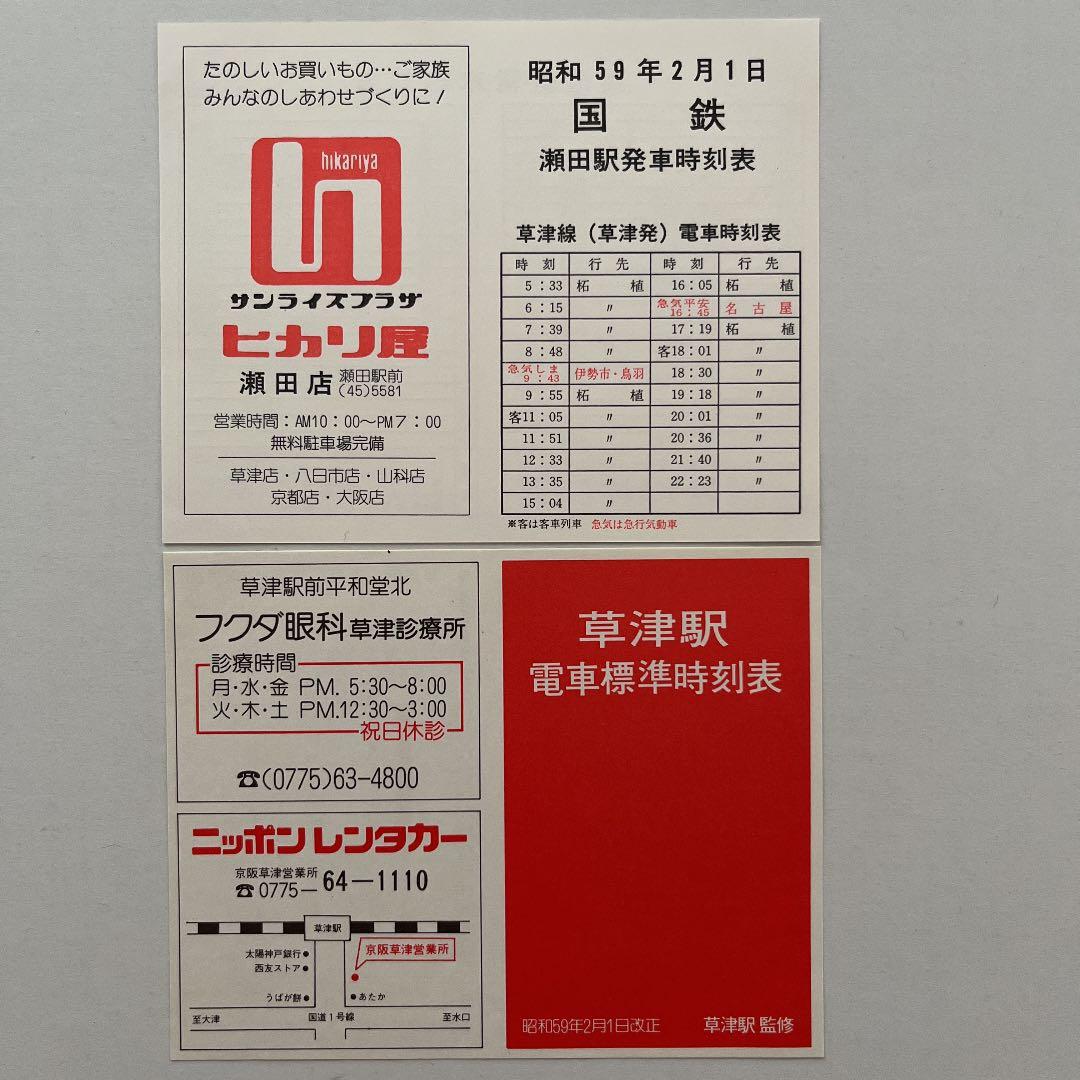 たのしいお買いもの…ご家族
みんなのしあわせづくりに！
hikariya
サンライズプラザ
ヒカリ屋
瀬田店 瀬田駅前
(45)5581
営業時間：AM10：00～PM7：00
無料駐車場完備
草津店・八日市店・山科店
京都店・大阪店
昭和59年2月1日
国鉄
瀬田駅発車時刻表
草津線（草津発）電車時刻表
時刻 行先 時刻 行先
5：33 柘植 16：05 柘植
6：15 〃 急気平安 16：45 名古屋
7：39 〃 17：19 柘植
8：48 〃 客18：01 〃
急気しま 9：43 伊勢市・鳥羽 18：30 〃
9：55 柘植 19：18 〃
客11：05 〃 20：01 〃
11：51 〃 20：36 〃
12：33 〃 21：40 〃
13：35 〃 22：23 〃
15：04 〃
※客は客車列車 急気は急行気動車
草津駅前平和堂北
フクダ眼科草津診療所
診療時間
月・水・金 PM. 5:30～8:00
火・木・土 PM.12:30～3:00
祝日休診
☎(0775)63-4800
ニッポンレンタカー
京阪草津営業所
☎0775－64－1110
草津駅
太陽神戸銀行
西友ストア
京阪草津営業所
うばが餅
あたか
至大津
国道1号線
至水口
草津駅
電車標準時刻表
昭和59年2月1日改正
草津駅 監修